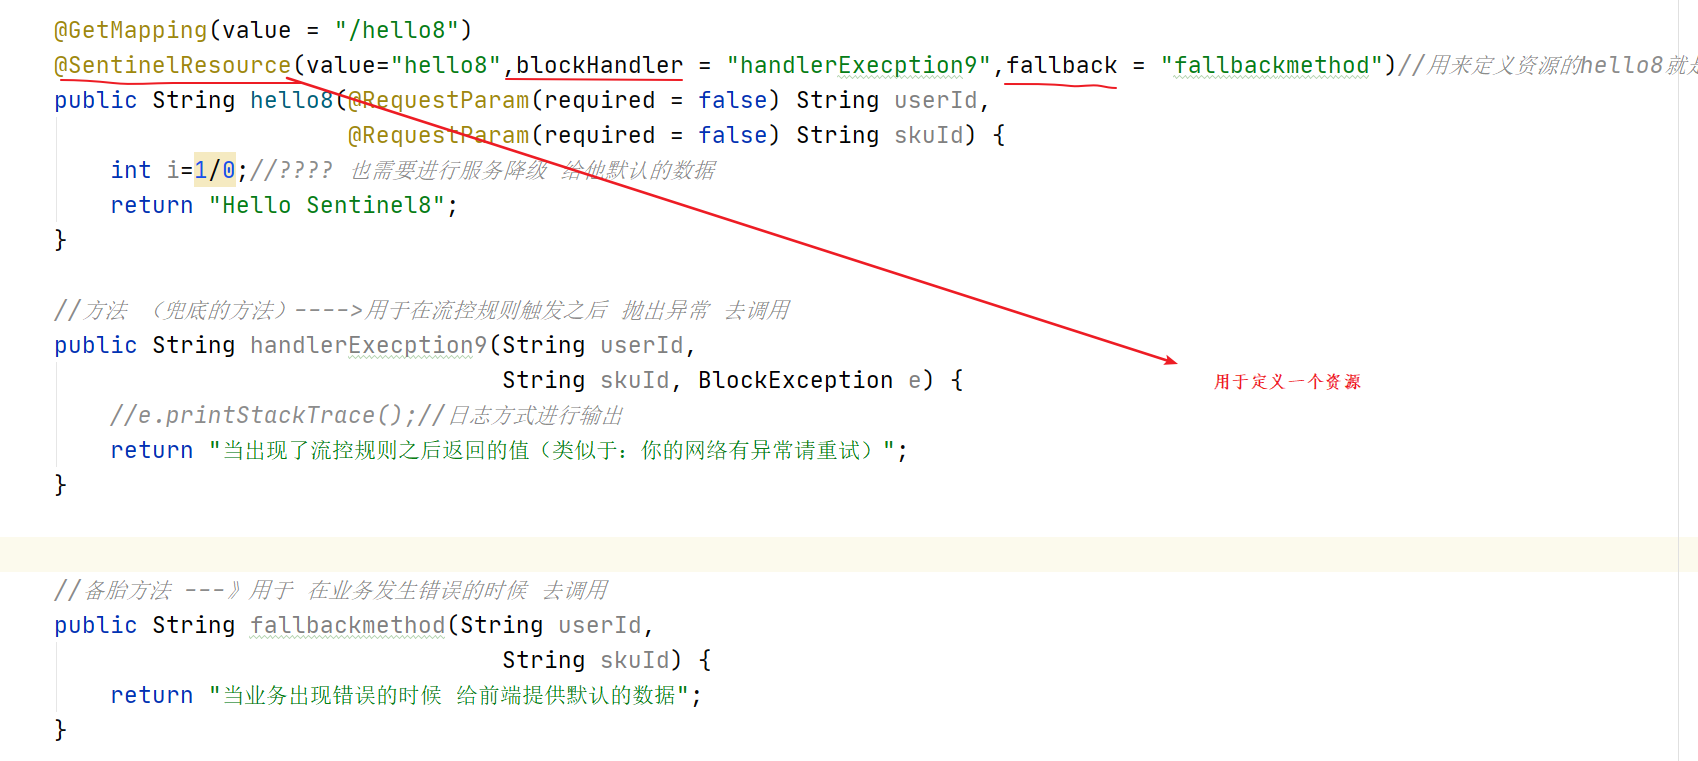 @GetMapping(value = "/hello8")
@SentinelResource(value="hello8",blockHandler = "handlerExecption9",fallback = "fallbackmethod")//用来定义资源的hello8就是
public String hello8(@RequestParam(required = false) String userId,
@RequestParam(required = false) String skuId) {
int i=1/0;//???? 也需要进行服务降级 给他默认的数据
return "Hello Sentinel8";
}
//方法 （兜底的方法）---->用于在流控规则触发之后 抛出异常 去调用
public String handlerExecption9(String userId,
String skuId, BlockException e) {
用于定义一个资源
//e.printStackTrace();//日志方式进行输出
return "当出现了流控规则之后返回的值（类似于：你的网络有异常请重试）";
}
//备胎方法 ---》用于 在业务发生错误的时候 去调用
public String fallbackmethod(String userId,
String skuId) {
return "当业务出现错误的时候 给前端提供默认的数据";
}